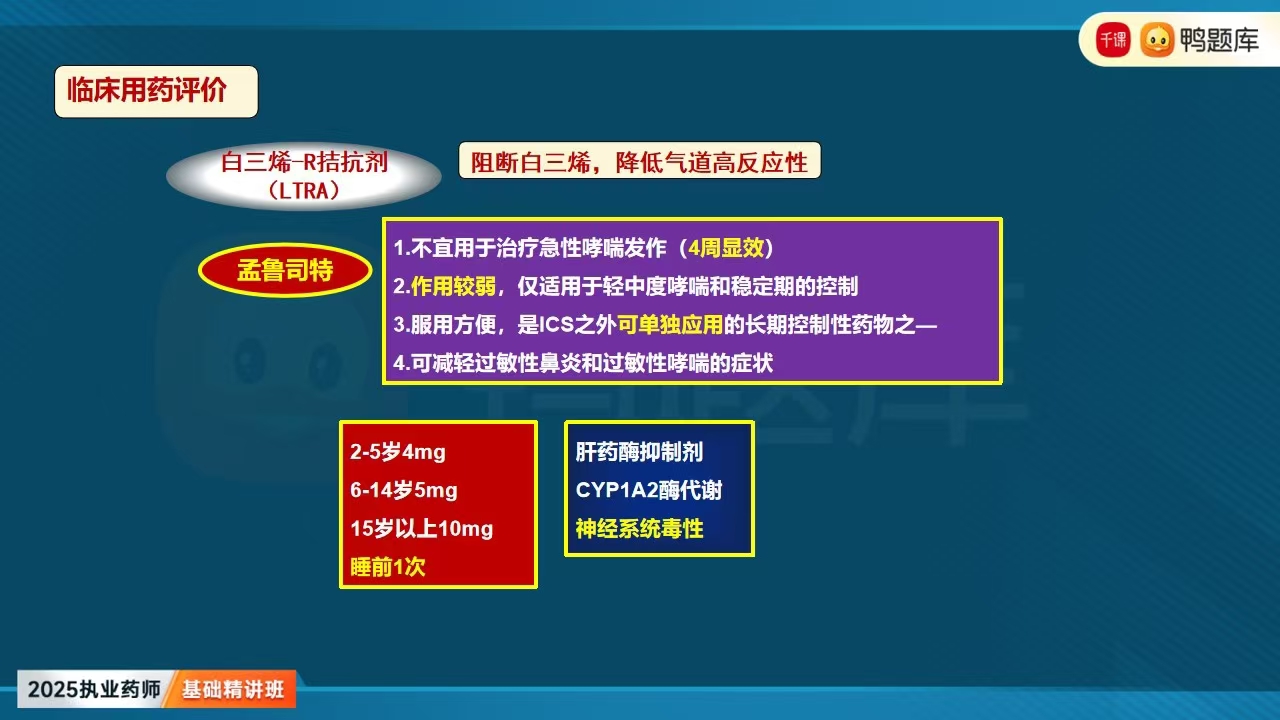 千课 鸭题库
临床用药评价
白三烯-R拮抗剂
（LTRA）
阻断白三烯，降低气道高反应性
孟鲁司特
1.不宜用于治疗急性哮喘发作（4周显效）
2.作用较弱，仅适用于轻中度哮喘和稳定期的控制
3.服用方便，是ICS之外可单独应用的长期控制性药物之—
4.可减轻过敏性鼻炎和过敏性哮喘的症状
2-5岁4mg
6-14岁5mg
15岁以上10mg
睡前1次
肝药酶抑制剂
CYP1A2酶代谢
神经系统毒性
2025执业药师 基础精讲班